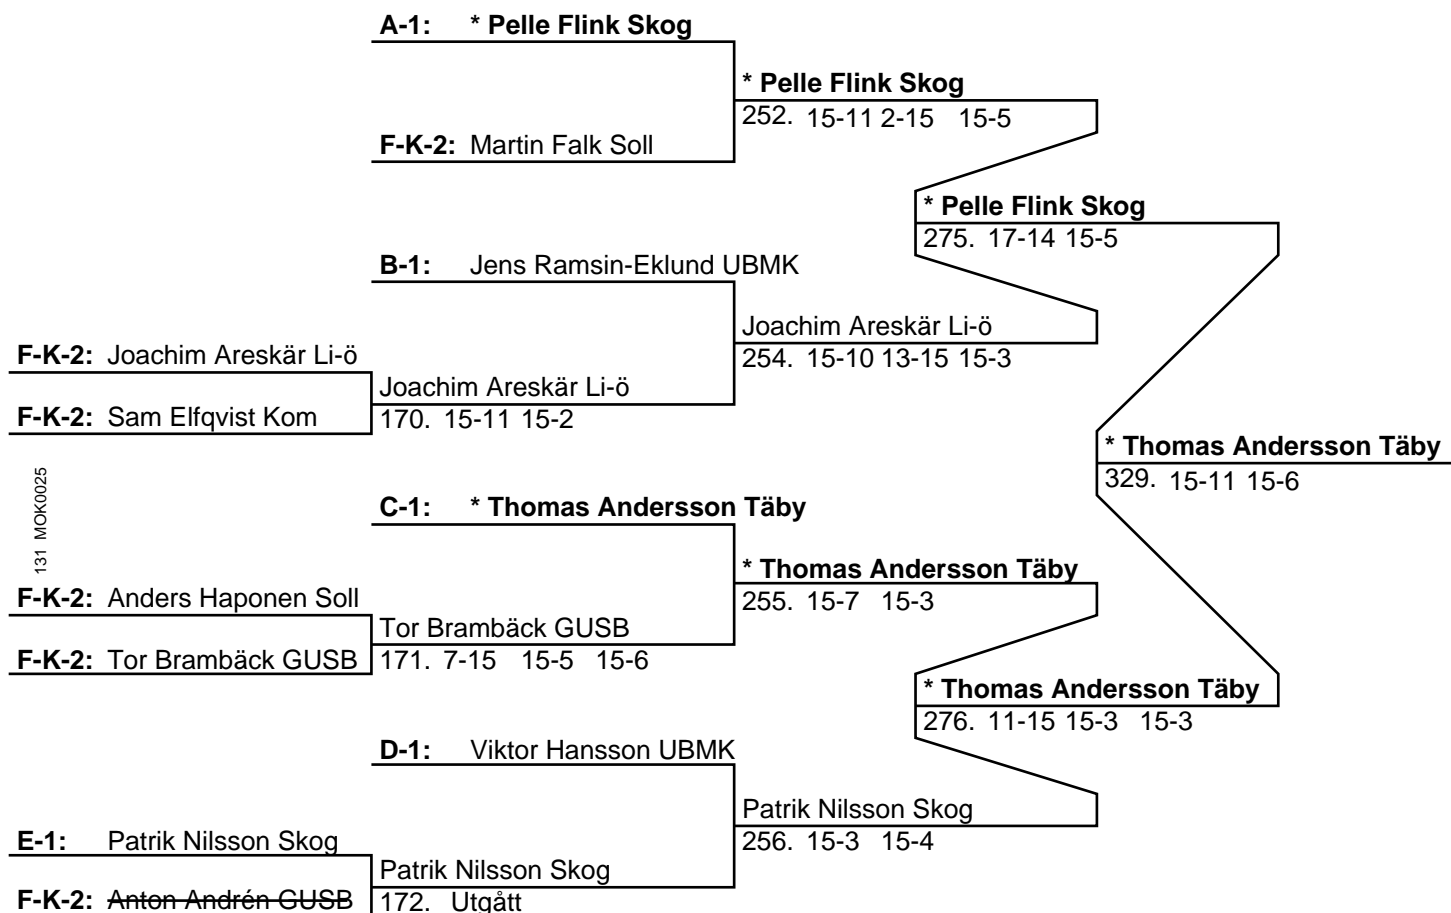 A-1: * Pelle Flink Skog
* Pelle Flink Skog
252. 15-11 2-15 15-5
F-K-2: Martin Falk Soll
* Pelle Flink Skog
275. 17-14 15-5
B-1: Jens Ramsin-Eklund UBMK
Joachim Areskär Li-ö
254. 15-10 13-15 15-3
F-K-2: Joachim Areskär Li-ö
Joachim Areskär Li-ö
170. 15-11 15-2
F-K-2: Sam Elfqvist Kom
* Thomas Andersson Täby
329. 15-11 15-6
131 MOK0025
C-1: * Thomas Andersson Täby
* Thomas Andersson Täby
255. 15-7 15-3
F-K-2: Anders Haponen Soll
Tor Brambäck GUSB
171. 7-15 15-5 15-6
F-K-2: Tor Brambäck GUSB
* Thomas Andersson Täby
276. 11-15 15-3 15-3
D-1: Viktor Hansson UBMK
Patrik Nilsson Skog
256. 15-3 15-4
E-1: Patrik Nilsson Skog
Patrik Nilsson Skog
172. Utgått
F-K-2: Anton Andrén GUSB